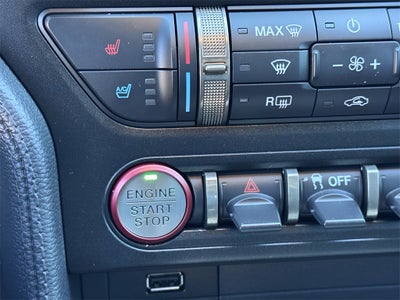 MAX
A/C
R
- +
ENGINE
START
STOP
OFF